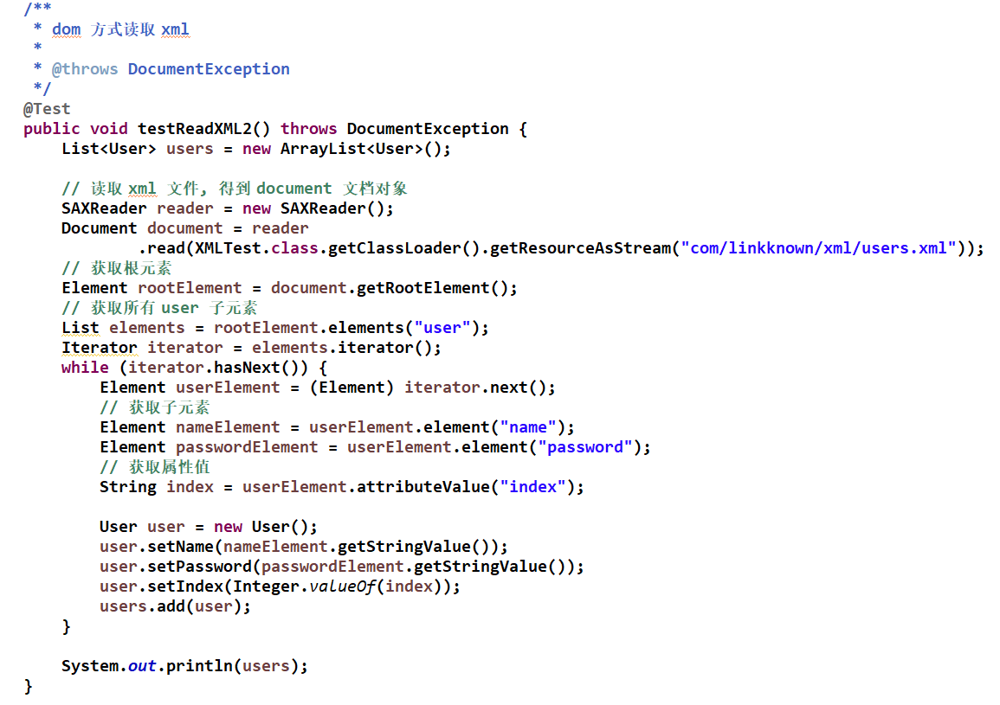 /**
 * dom 方式读取 xml
 *
 * @throws DocumentException
 */
@Test
public void testReadXML2() throws DocumentException {
    List<User> users = new ArrayList<User>();

    // 读取 xml 文件, 得到 document 文档对象
    SAXReader reader = new SAXReader();
    Document document = reader
            .read(XMLTest.class.getClassLoader().getResourceAsStream("com/linkknown/xml/users.xml"));
    // 获取根元素
    Element rootElement = document.getRootElement();
    // 获取所有 user 子元素
    List elements = rootElement.elements("user");
    Iterator iterator = elements.iterator();
    while (iterator.hasNext()) {
        Element userElement = (Element) iterator.next();
        // 获取子元素
        Element nameElement = userElement.element("name");
        Element passwordElement = userElement.element("password");
        // 获取属性值
        String index = userElement.attributeValue("index");

        User user = new User();
        user.setName(nameElement.getStringValue());
        user.setPassword(passwordElement.getStringValue());
        user.setIndex(Integer.valueOf(index));
        users.add(user);
    }

    System.out.println(users);
}